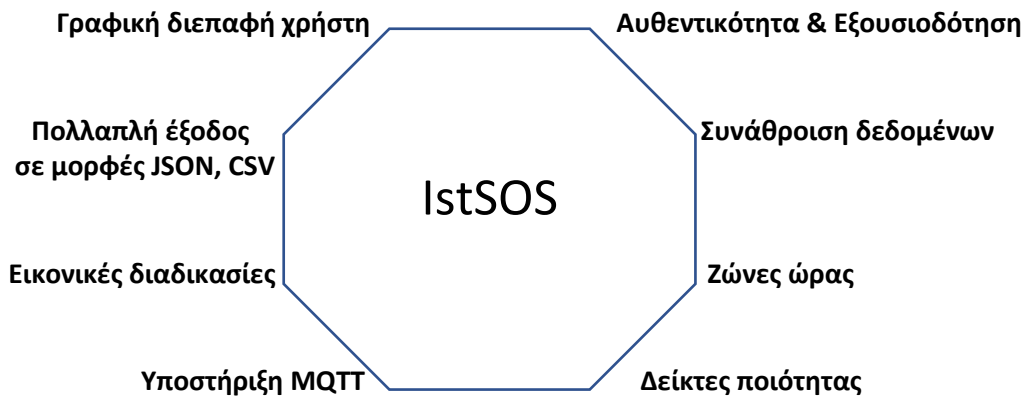 Γραφική διεπαφή χρήστη
Αυθεντικότητα & Εξουσιοδότηση
Πολλαπλή έξοδος
σε μορφές JSON, CSV
Συνάθροιση δεδομένων
IstSOS
Εικονικές διαδικασίες
Ζώνες ώρας
Υποστήριξη MQTT
Δείκτες ποιότητας